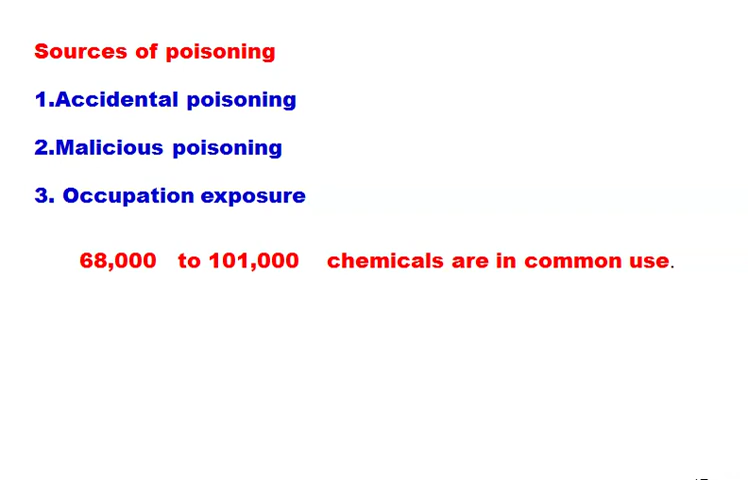 Sources of poisoning
1.Accidental poisoning
2.Malicious poisoning
3. Occupation exposure
68,000 to 101,000 chemicals are in common use.